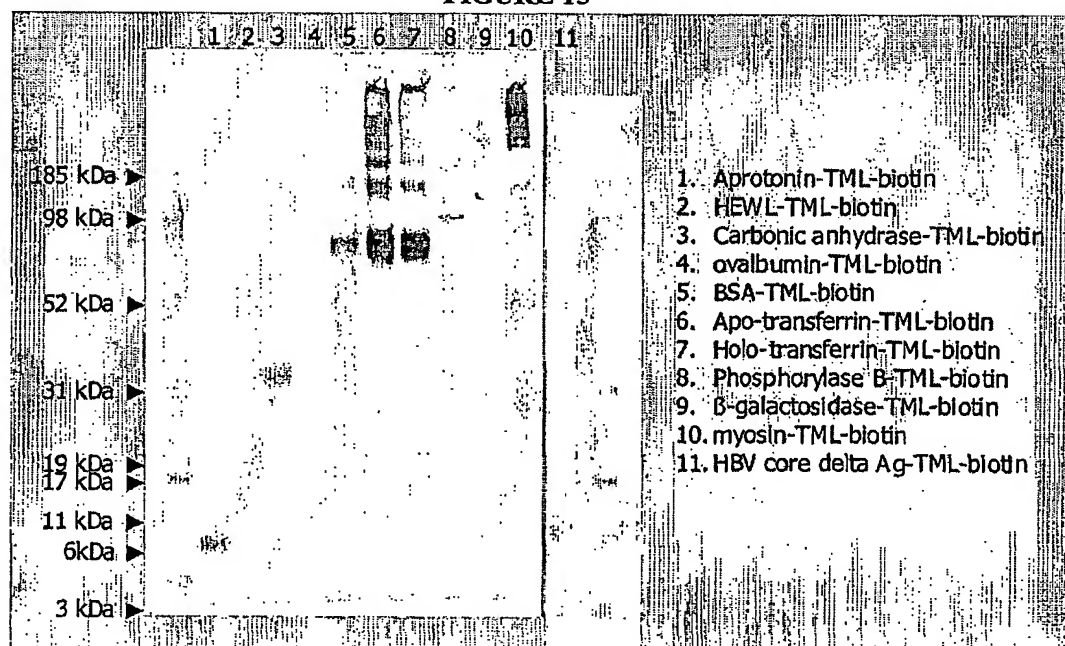 1 2 3 4 5 6 7 8 9 10 11
185 kDa
98 kDa
52 kDa
31 kDa
19 kDa
17 kDa
11 kDa
6kDa
3 kDa
1. Aprotonin-TML-biotin
2. HEWL-TML-biotin
3. Carbonic anhydrase-TML-biotin
4. ovalbumin-TML-biotin
5. BSA-TML-biotin
6. Apo-transferrin-TML-biotin
7. Holo-transferrin-TML-biotin
8. Phosphorylase B-TML-biotin
9. ß-galactosidase-TML-biotin
10. myosin-TML-biotin
11. HBV core delta Ag-TML-biotin